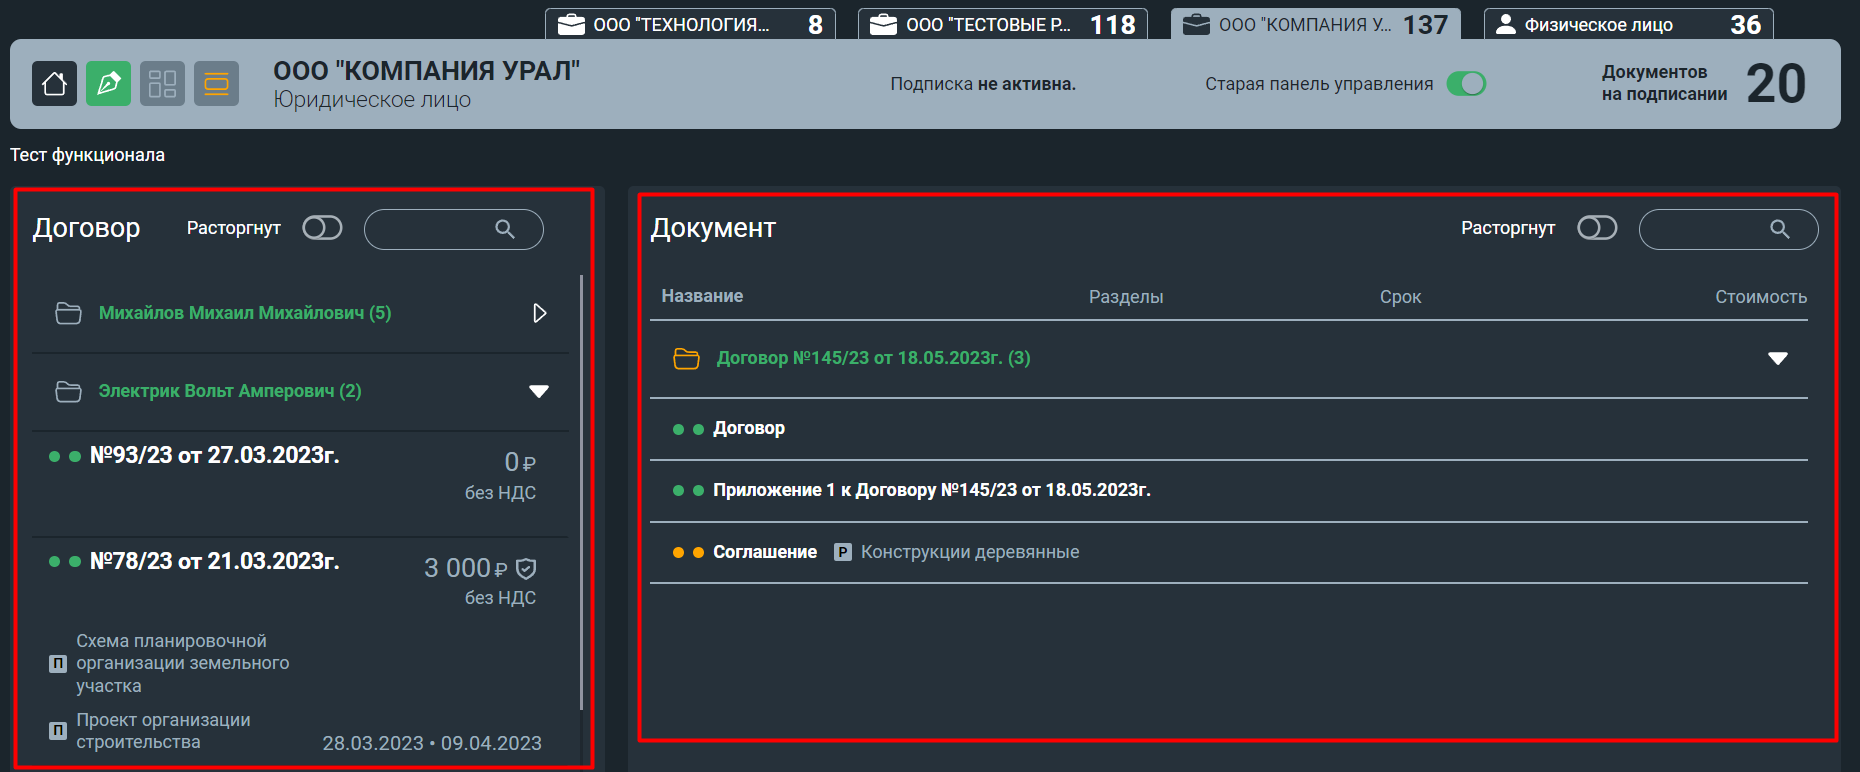 ООО "ТЕХНОЛОГИЯ... 8
ООО "ТЕСТОВЫЕ Р... 118
ООО "КОМПАНИЯ У... 137
Физическое лицо 36
ООО "КОМПАНИЯ УРАЛ"
Юридическое лицо
Подписка не активна.
Старая панель управления
Документов
на подписании
20
Тест функционала
Договор
Расторгнут
Михайлов Михаил Михайлович (5)
Электрик Вольт Амперович (2)
№93/23 от 27.03.2023г.
0 ₽
без НДС
№78/23 от 21.03.2023г.
3 000 ₽
без НДС
П
Схема планировочной
организации земельного
участка
П
Проект организации
строительства
28.03.2023 • 09.04.2023
Документ
Расторгнут
Название Разделы Срок Стоимость
Договор №145/23 от 18.05.2023г. (3)
Договор
Приложение 1 к Договору №145/23 от 18.05.2023г.
Соглашение Р Конструкции деревянные